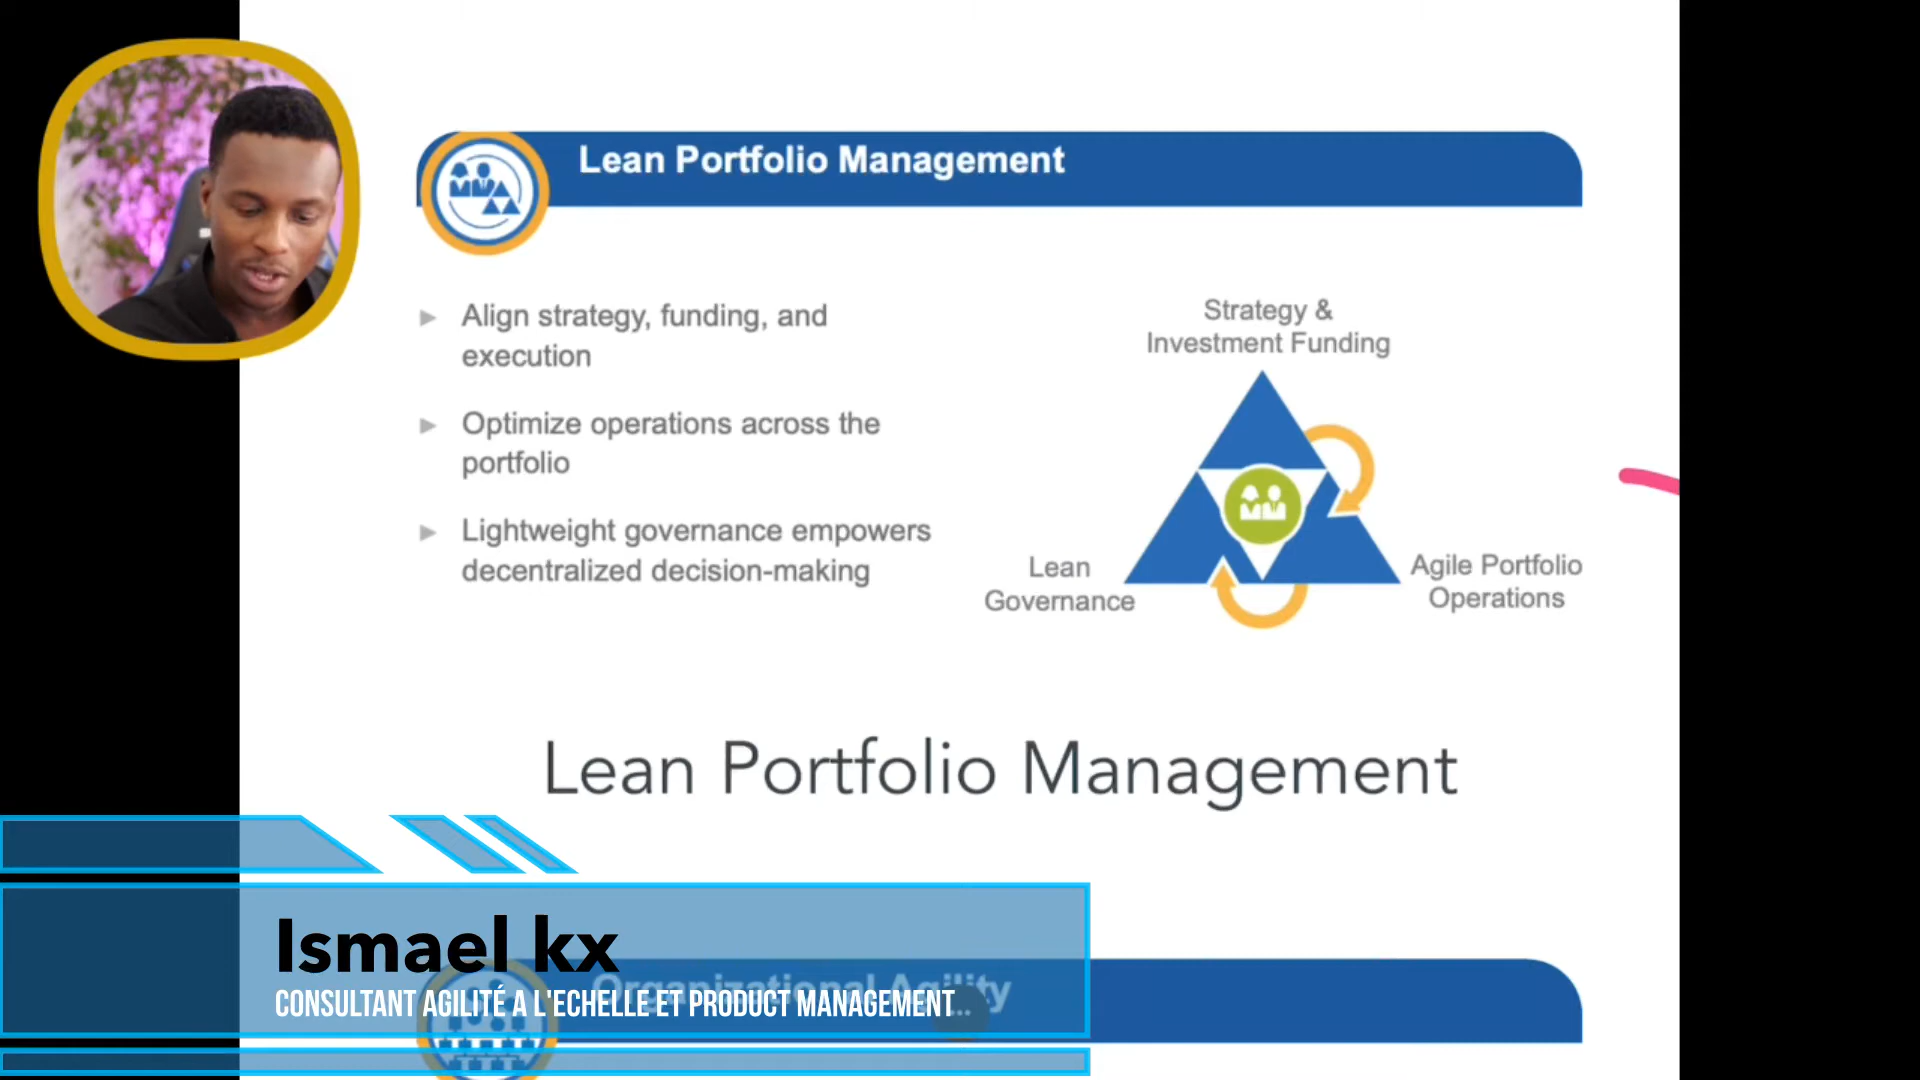 Lean Portfolio Management
Align strategy, funding, and
execution
Optimize operations across the
portfolio
Lightweight governance empowers
decentralized decision-making
Strategy &
Investment Funding
Lean
Governance
Agile Portfolio
Operations
Lean Portfolio Management
Ismael kx
Organizational Agility
CONSULTANT AGILITÉ A L'ECHELLE ET PRODUCT MANAGEMENT
...